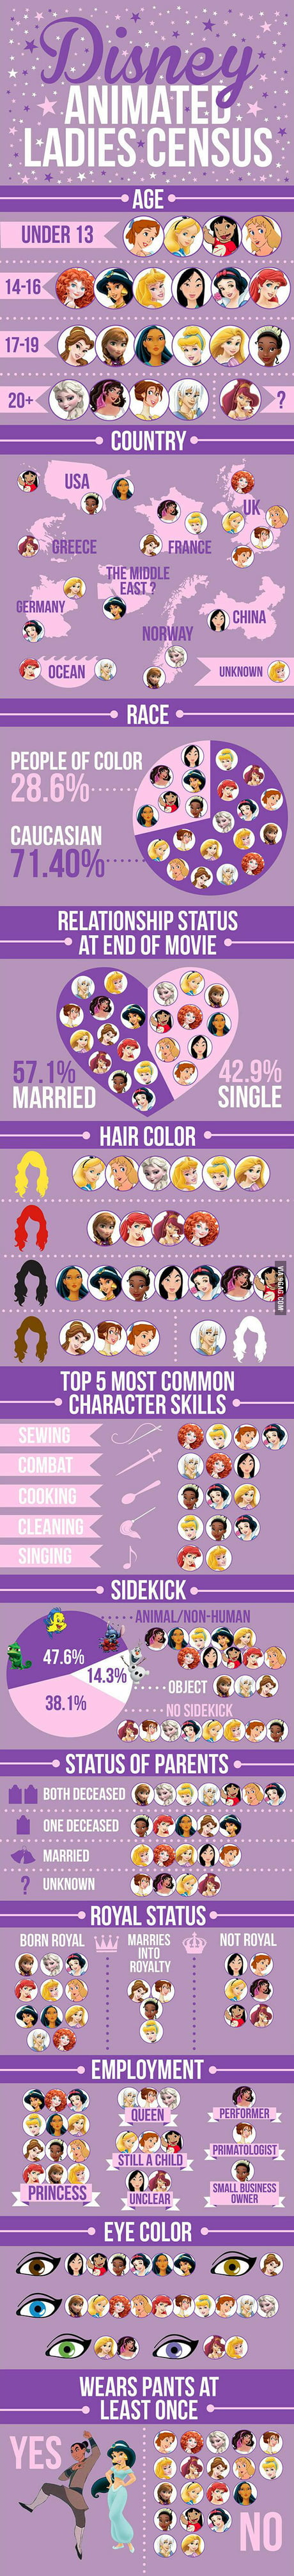 Disney
ANIMATED
LADIES CENSUS
AGE
UNDER 13
14-16
17-19
20+
?
COUNTRY
USA
UK
GREECE
FRANCE
THE MIDDLE
EAST?
GERMANY
CHINA
NORWAY
OCEAN
UNKNOWN
RACE
PEOPLE OF COLOR
28.6%
CAUCASIAN
71.40%
RELATIONSHIP STATUS
AT END OF MOVIE
57.1%
MARRIED
42.9%
SINGLE
HAIR COLOR
VIA 9GAG.COM
TOP 5 MOST COMMON
CHARACTER SKILLS
SEWING
COMBAT
COOKING
CLEANING
SINGING
SIDEKICK
ANIMAL/NON-HUMAN
47.6%
14.3%
OBJECT
38.1%
NO SIDEKICK
STATUS OF PARENTS
BOTH DECEASED
ONE DECEASED
MARRIED
? UNKNOWN
ROYAL STATUS
BORN ROYAL
MARRIES
INTO
ROYALTY
NOT ROYAL
EMPLOYMENT
PRINCESS
QUEEN
STILL A CHILD
UNCLEAR
PERFORMER
PRIMATOLOGIST
SMALL BUSINESS
OWNER
EYE COLOR
WEARS PANTS AT
LEAST ONCE
YES
NO